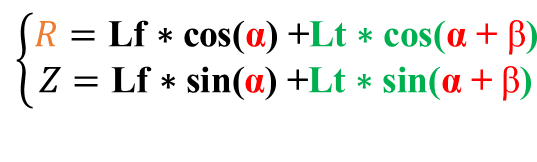 R = Lf * cos(α) +Lt * cos(α + β)
Z = Lf * sin(α) +Lt * sin(α + β)